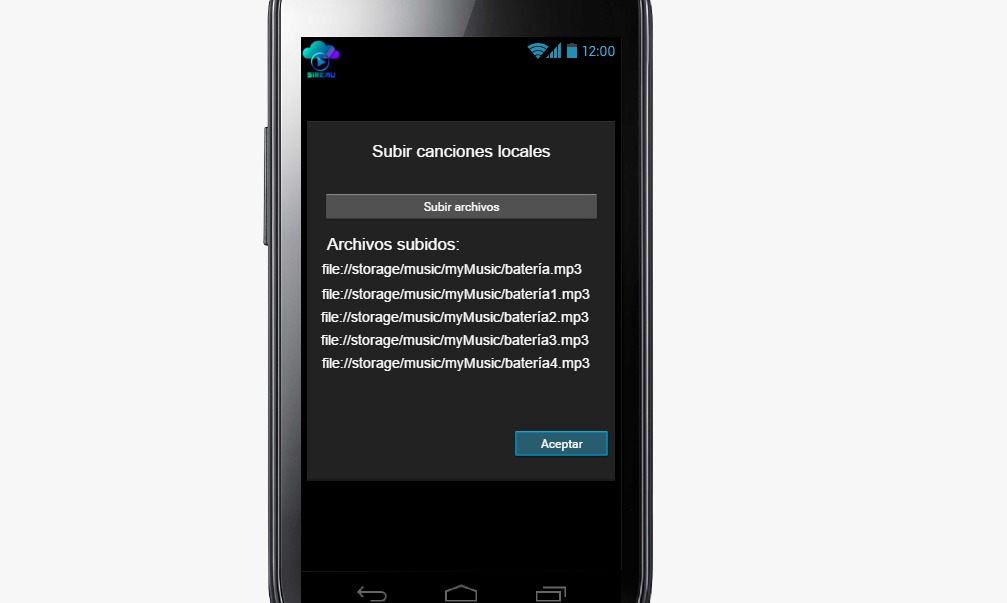 12:00
Subir canciones locales
Subir archivos
Archivos subidos:
file://storage/music/myMusic/batería.mp3
file://storage/music/myMusic/batería1.mp3
file://storage/music/myMusic/batería2.mp3
file://storage/music/myMusic/batería3.mp3
file://storage/music/myMusic/batería4.mp3
Aceptar